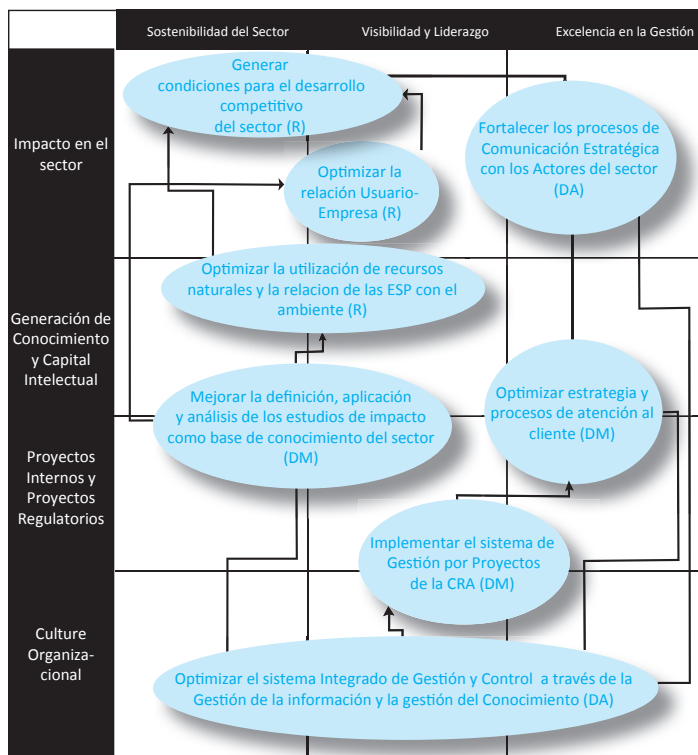 Sostenibilidad del Sector
Visibilidad y Liderazgo
Excelencia en la Gestión
Impacto en el
sector
Generar
condiciones para el desarrollo
competitivo
del sector (R)
Fortalecer los procesos de
Comunicación Estratégica
con los Actores del sector
(DA)
Optimizar la
relación Usuario-
Empresa (R)
Generación de
Conocimiento
y Capital
Intelectual
Optimizar la utilización de recursos
naturales y la relacion de las ESP con el
ambiente (R)
Mejorar la definición, aplicación
y análisis de los estudios de impacto
como base de conocimiento del sector
(DM)
Optimizar estrategia y
procesos de atención al
cliente (DM)
Proyectos
Internos y
Proyectos
Regulatorios
Implementar el sistema de
Gestión por Proyectos
de la CRA (DM)
Culture
Organiza-
cional
Optimizar el sistema Integrado de Gestión y Control a través de la
Gestión de la información y la gestión del Conocimiento (DA)